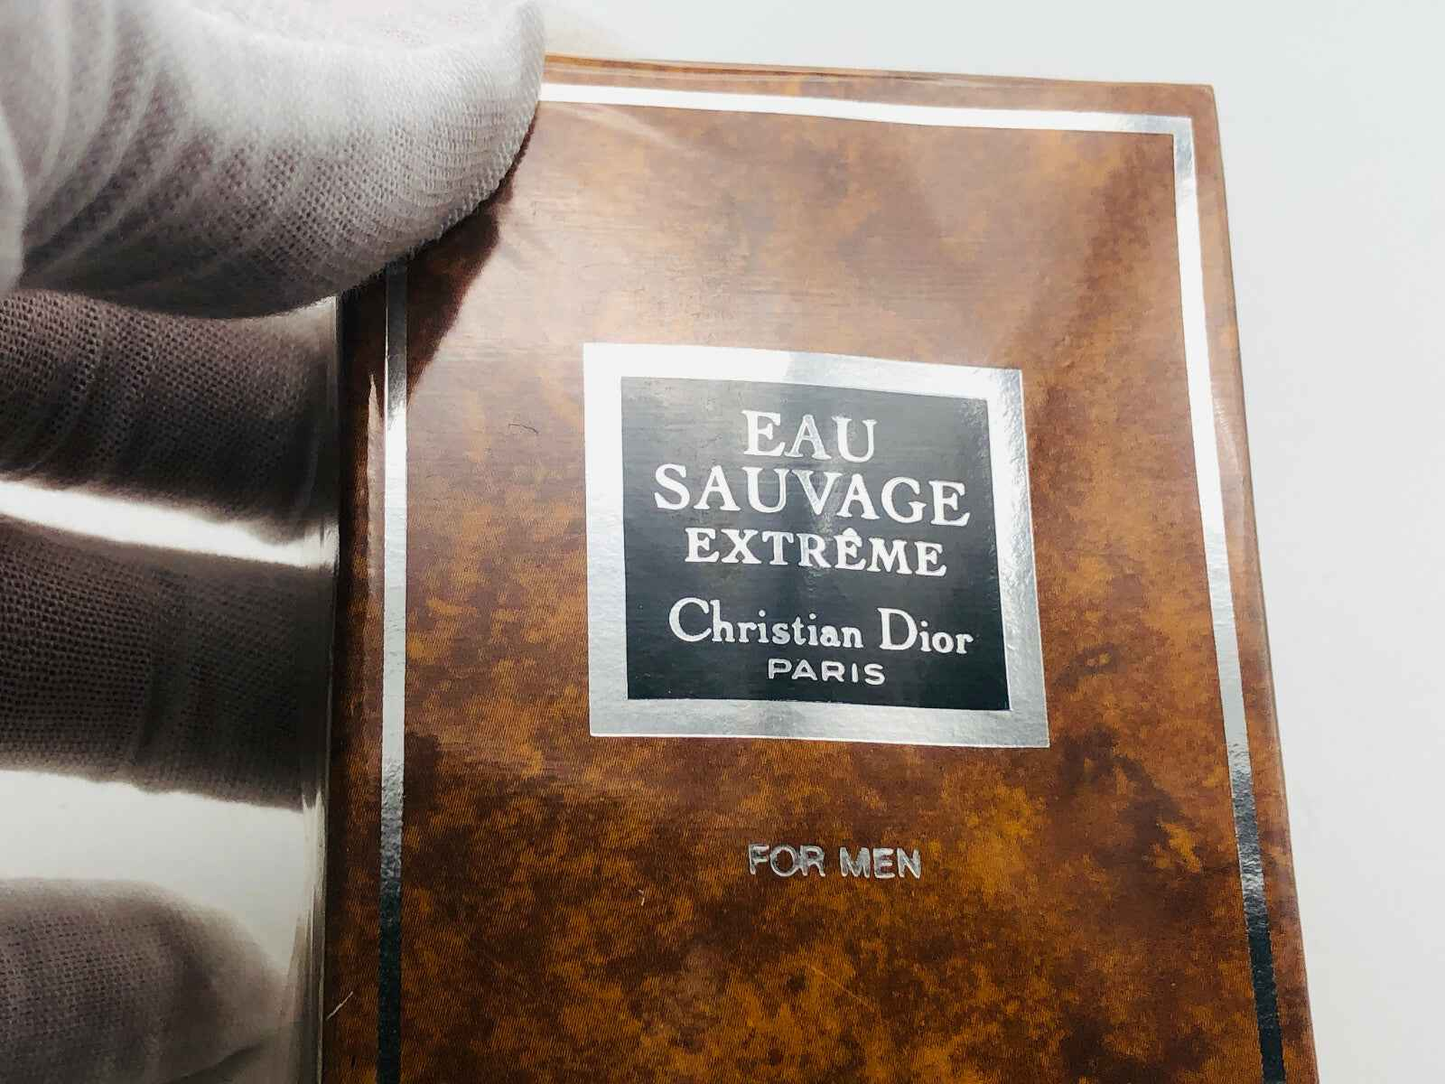 EAU
SAUVAGE
EXTRÊME
Christian Dior
PARIS
FOR MEN